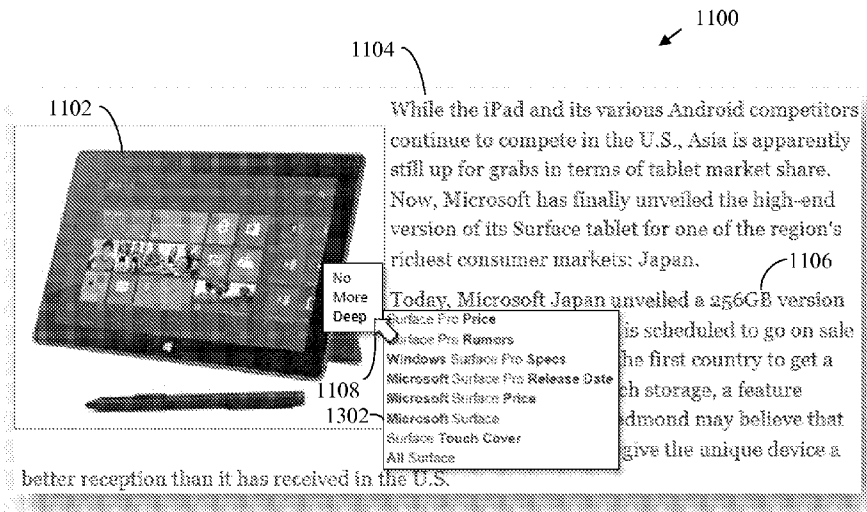 1100
1104
1102
While the iPad and its various Android competitors
continue to compete in the U.S., Asia is apparently
still up for grabs in terms of tablet market share.
Now, Microsoft has finally unveiled the high-end
version of its Surface tablet for one of the region's
richest consumer markets: Japan.
1106
No
More
Deep
Today, Microsoft Japan unveiled a 256GB version
Surface Pro Price
is scheduled to go on sale
Surface Pro Rumors
Windows Surface Pro Specs
the first country to get a
Microsoft Surface Pro Release Date
storage, a feature
1108
Microsoft Surface Price
1302
Microsoft Surface
may believe that
Surface Touch Cover
give the unique device a
All Surface
better reception than it has received in the U.S.